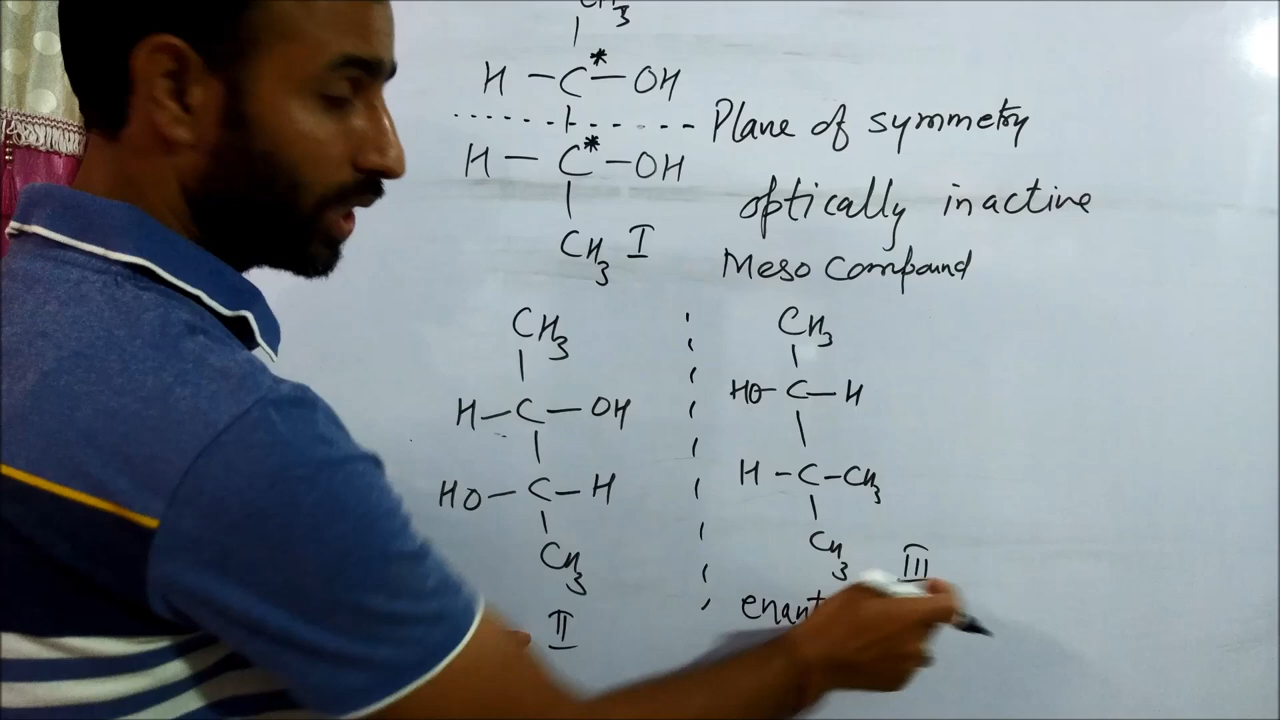 CH3
H - C* - OH
Plane of symmetry
H - C* - OH
optically inactive
CH3 I
Meso Compound
CH3
H - C - OH
HO - C - H
CH3
II
CH3
HO - C - H
H - C - CH3
CH3
III
enant